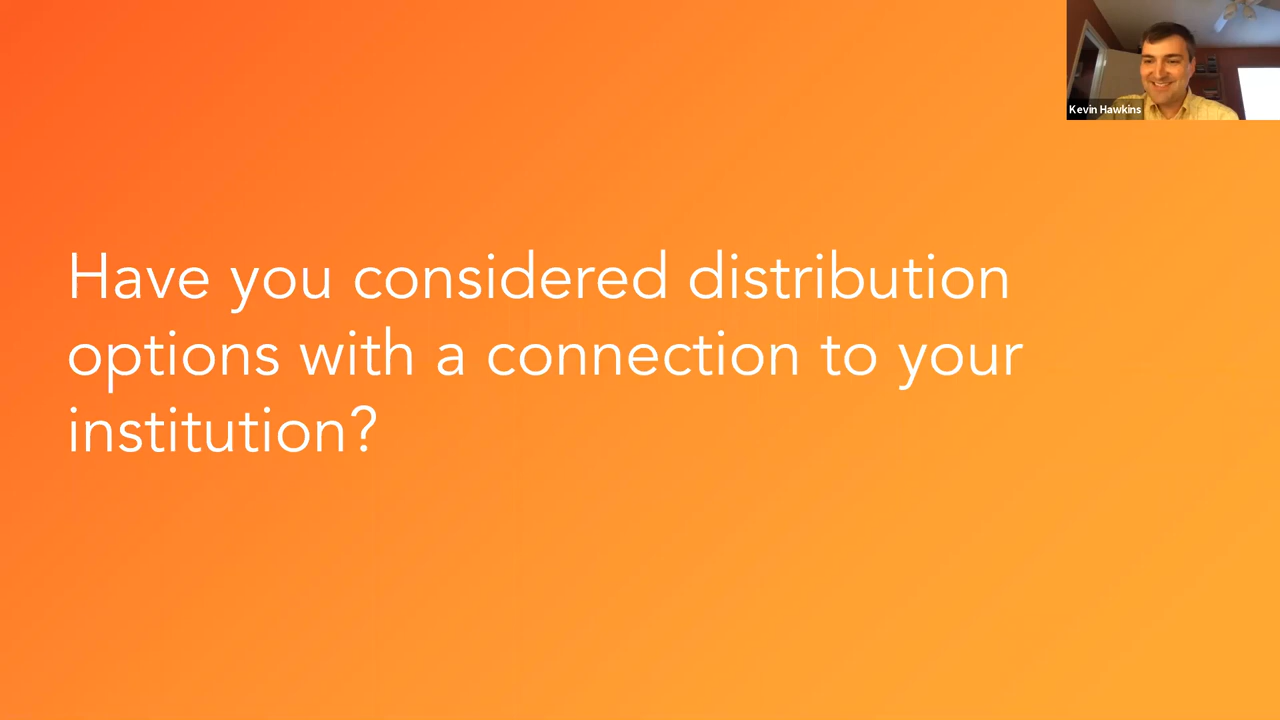 Kevin Hawkins
Have you considered distribution
options with a connection to your
institution?